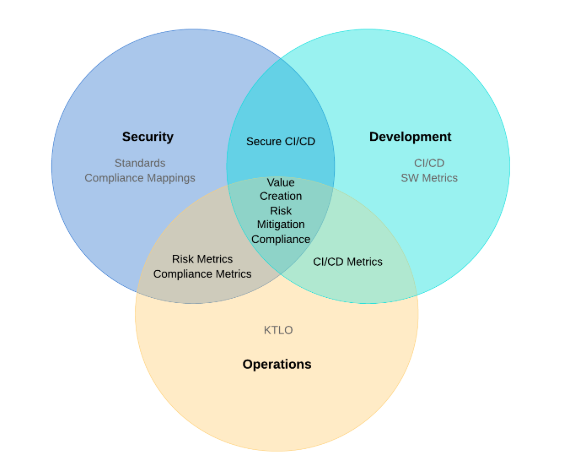 Security
Standards
Compliance Mappings
Secure CI/CD
Development
CI/CD
SW Metrics
Value
Creation
Risk
Mitigation
Compliance
Risk Metrics
Compliance Metrics
CI/CD Metrics
KTLO
Operations